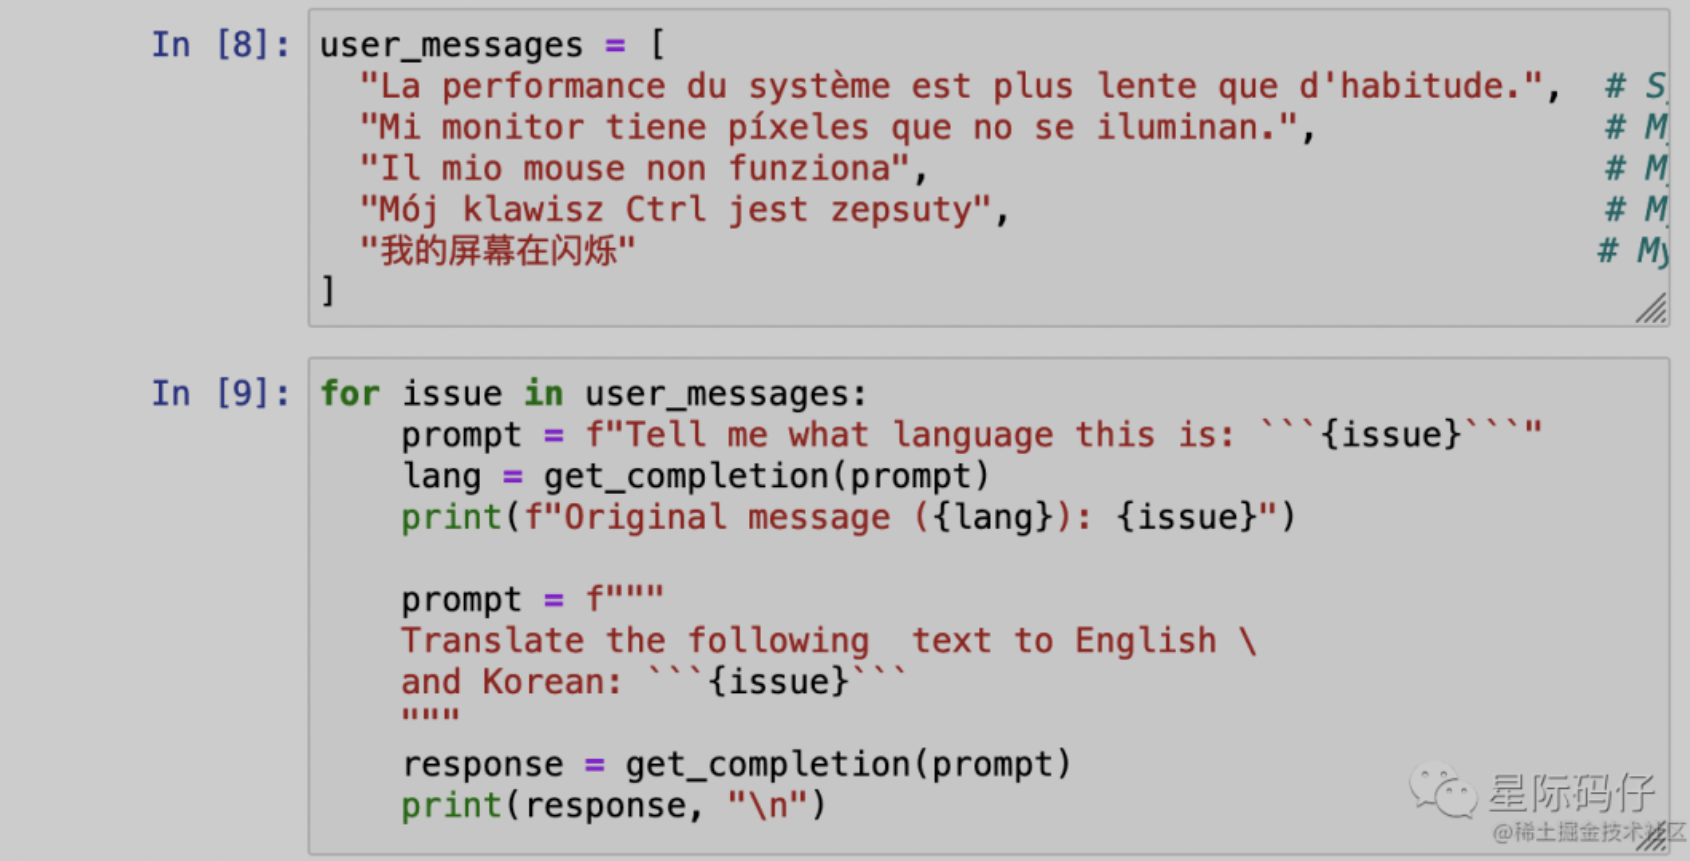 In [8]:
user_messages = [
  "La performance du système est plus lente que d'habitude.",  #
  "Mi monitor tiene píxeles que no se iluminan.",              #
  "Il mio mouse non funziona",                                 #
  "Mój klawisz Ctrl jest zepsuty",                             #
  "我的屏幕在闪烁"                                               # My
]
In [9]:
for issue in user_messages:
    prompt = f"Tell me what language this is: ```{issue}```"
    lang = get_completion(prompt)
    print(f"Original message ({lang}): {issue}")

    prompt = f"""
    Translate the following  text to English \
    and Korean: ```{issue}```
    """
    response = get_completion(prompt)
    print(response, "\n")
星际码仔
@稀土掘金技术社区